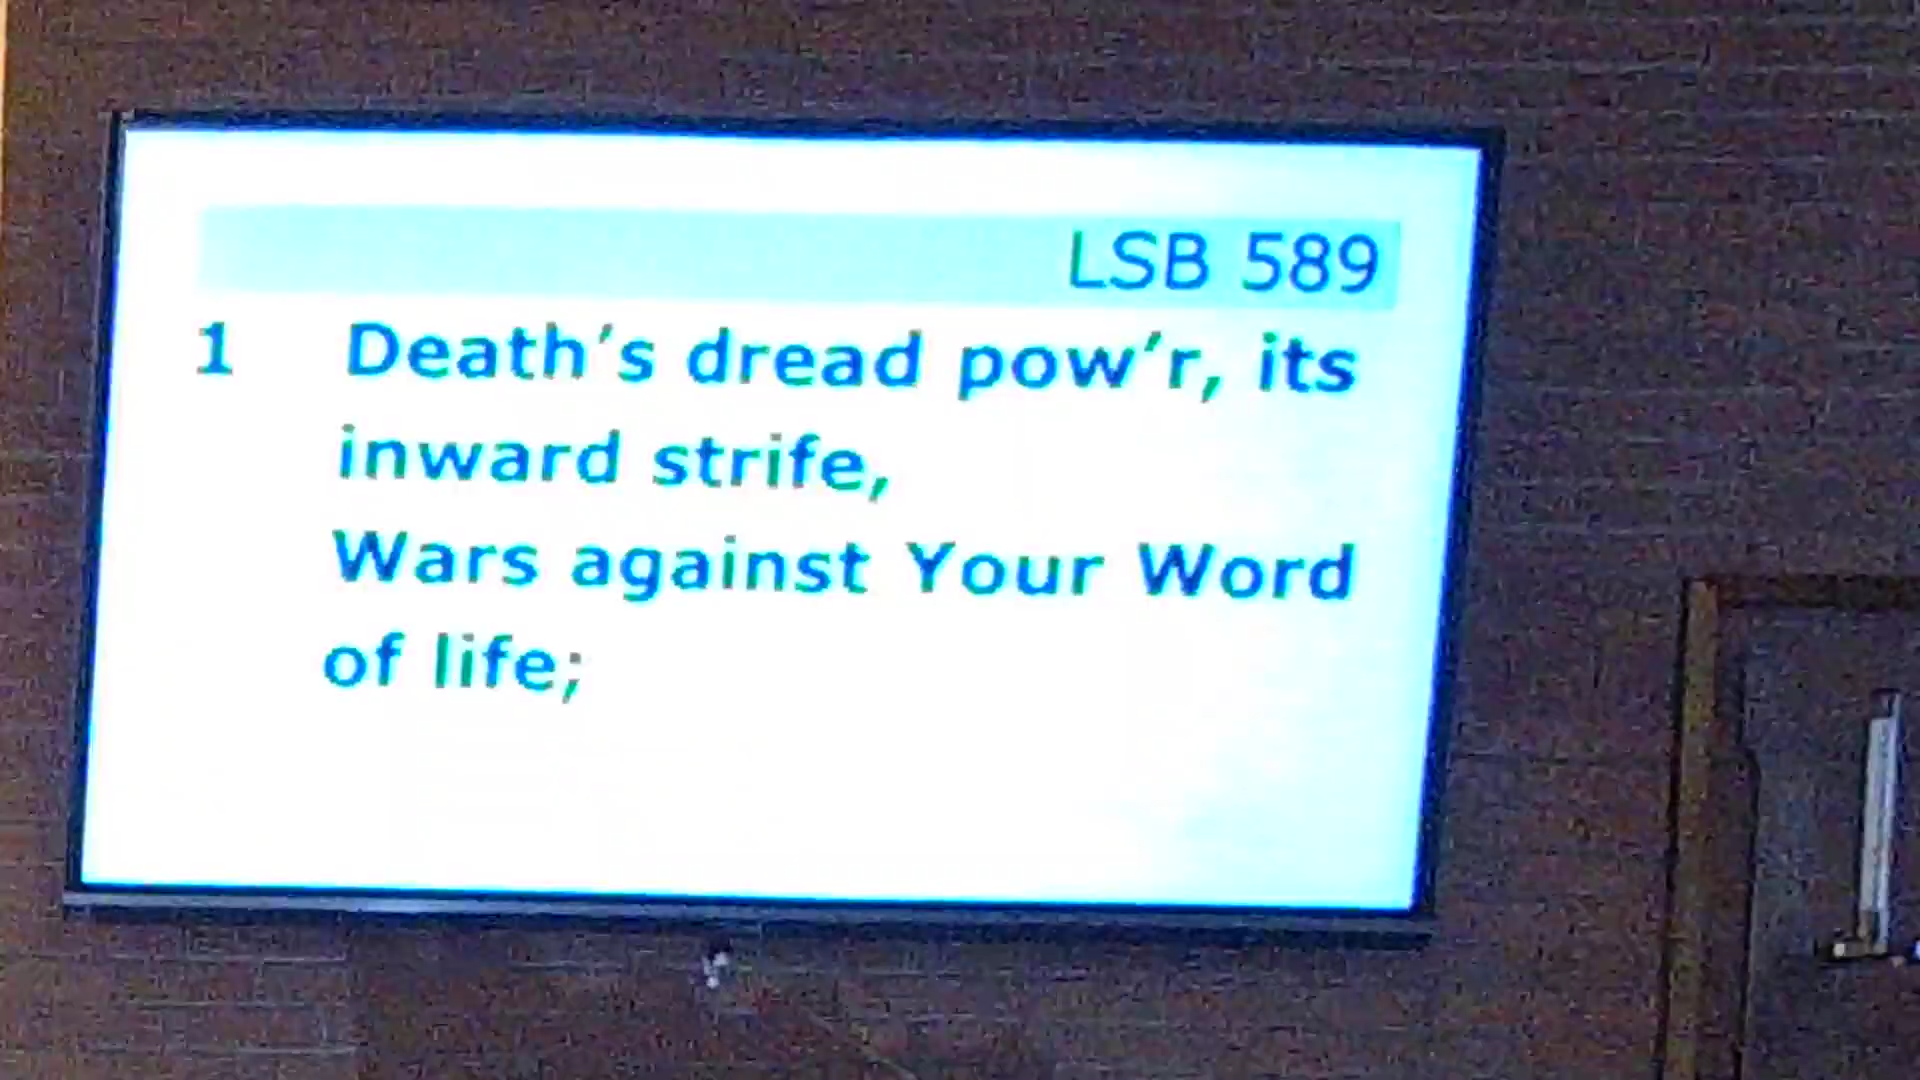 LSB 589
1 Death's dread pow'r, its
inward strife,
Wars against Your Word
of life;